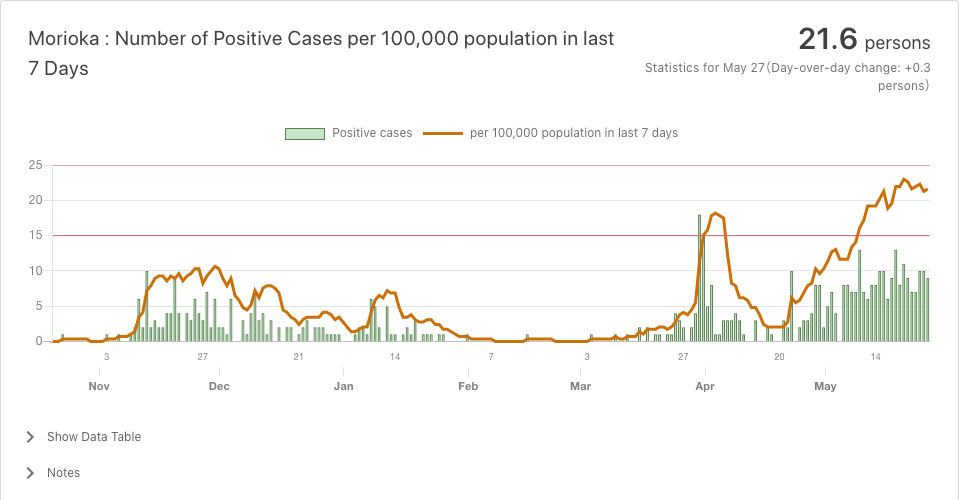 Morioka : Number of Positive Cases per 100,000 population in last
7 Days
21.6 persons
Statistics for May 27(Day-over-day change: +0.3
persons)
Positive cases
per 100,000 population in last 7 days
25
20
15
10
5
0
3 27 21 14 7 3 27 20 14
Nov Dec Jan Feb Mar Apr May
Show Data Table
Notes